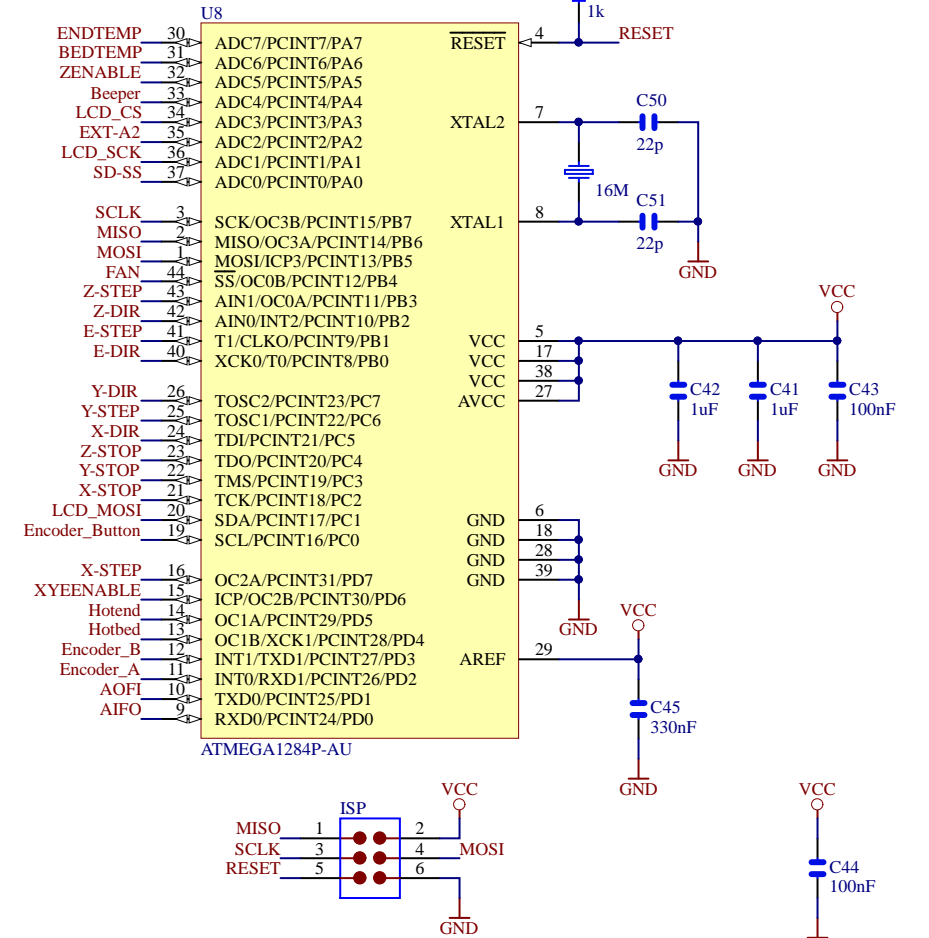 U8
1k
ENDTEMP 30 ADC7/PCINT7/PA7 RESET 4 RESET
BEDTEMP 31 ADC6/PCINT6/PA6
ZENABLE 32 ADC5/PCINT5/PA5
Beeper 33 ADC4/PCINT4/PA4
LCD_CS 34 ADC3/PCINT3/PA3 XTAL2 7 C50 22p
EXT-A2 35 ADC2/PCINT2/PA2
LCD_SCK 36 ADC1/PCINT1/PA1
SD-SS 37 ADC0/PCINT0/PA0
16M
SCLK 3 SCK/OC3B/PCINT15/PB7 XTAL1 8 C51 22p
MISO 2 MISO/OC3A/PCINT14/PB6
MOSI 1 MOSI/ICP3/PCINT13/PB5
GND
FAN 44 SS/OC0B/PCINT12/PB4
Z-STEP 43 AIN1/OC0A/PCINT11/PB3
VCC
Z-DIR 42 AIN0/INT2/PCINT10/PB2
E-STEP 41 T1/CLKO/PCINT9/PB1 VCC 5
E-DIR 40 XCK0/T0/PCINT8/PB0 VCC 17
VCC 38
Y-DIR 26 TOSC2/PCINT23/PC7 AVCC 27
C42 1uF
C41 1uF
C43 100nF
Y-STEP 25 TOSC1/PCINT22/PC6
X-DIR 24 TDI/PCINT21/PC5
Z-STOP 23 TDO/PCINT20/PC4
GND GND GND
Y-STOP 22 TMS/PCINT19/PC3
X-STOP 21 TCK/PCINT18/PC2
LCD_MOSI 20 SDA/PCINT17/PC1 GND 6
Encoder_Button 19 SCL/PCINT16/PC0 GND 18
GND 28
X-STEP 16 OC2A/PCINT31/PD7 GND 39
XYEENABLE 15 ICP/OC2B/PCINT30/PD6
Hotend 14 OC1A/PCINT29/PD5
GND
VCC
Hotbed 13 OC1B/XCK1/PCINT28/PD4
Encoder_B 12 INT1/TXD1/PCINT27/PD3 AREF 29
Encoder_A 11 INT0/RXD1/PCINT26/PD2
AOFI 10 TXD0/PCINT25/PD1
AIFO 9 RXD0/PCINT24/PD0
C45
330nF
ATMEGA1284P-AU
GND
ISP
VCC
VCC
MISO 1 2
SCLK 3 4 MOSI
RESET 5 6
C44
100nF
GND